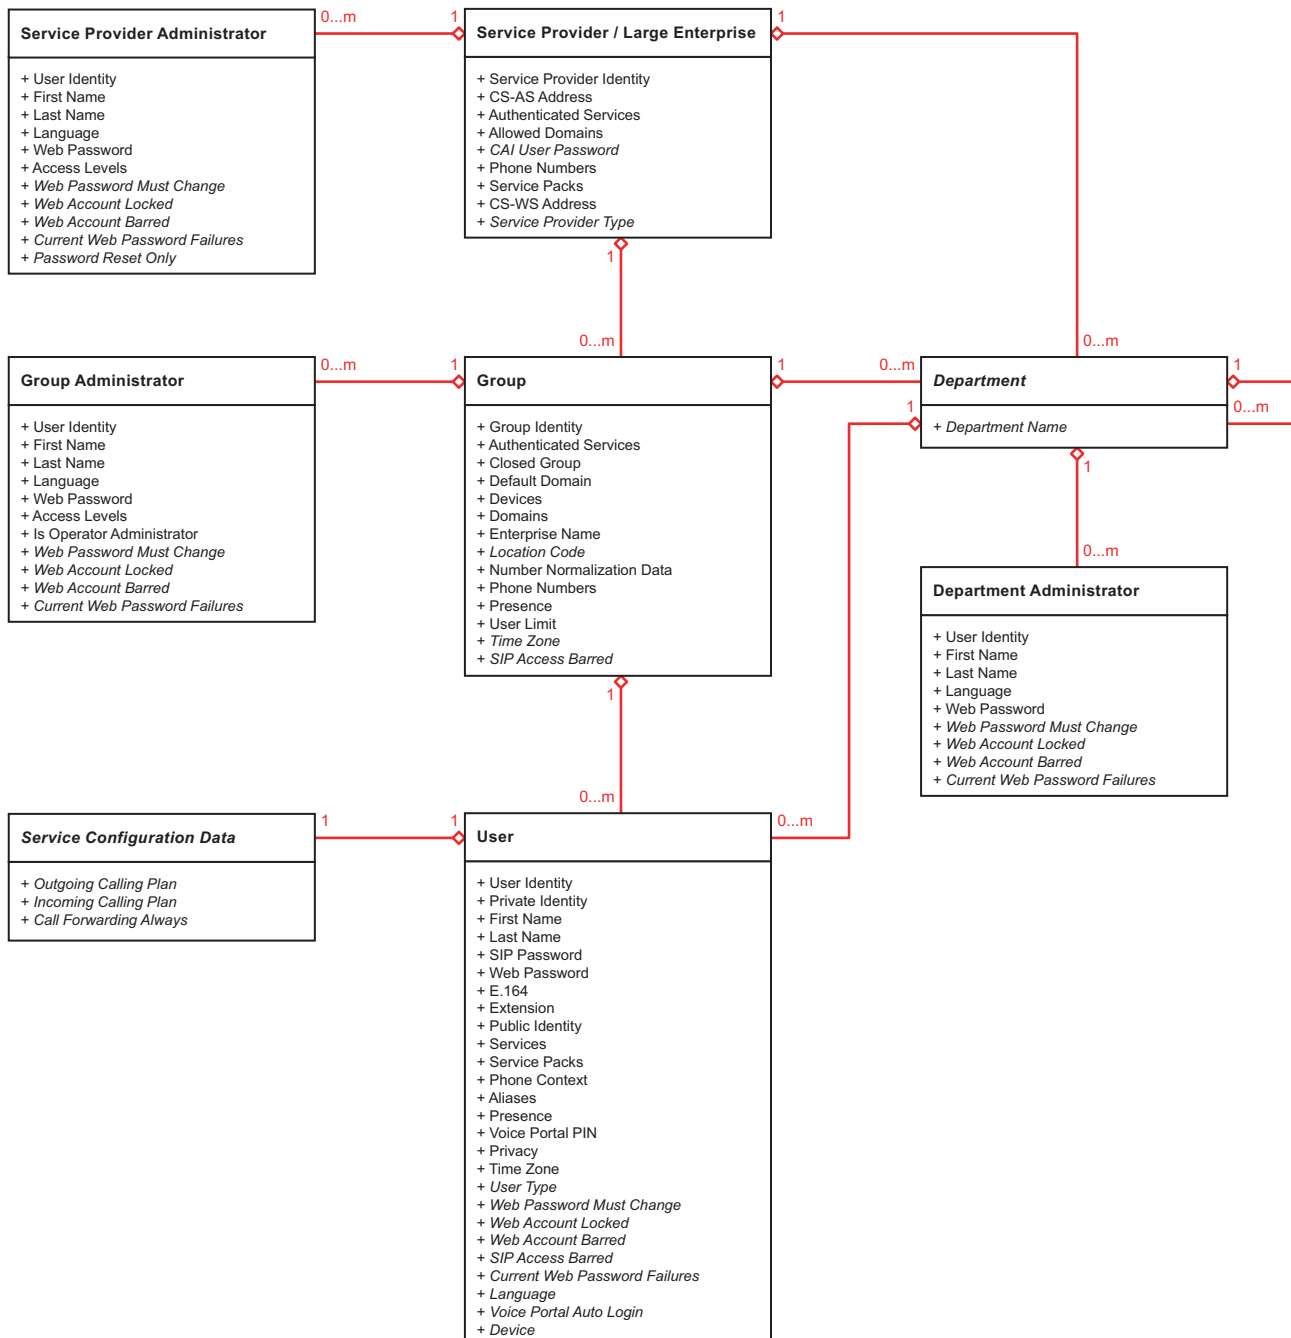 0...m
1
1
Service Provider Administrator
+ User Identity
+ First Name
+ Last Name
+ Language
+ Web Password
+ Access Levels
+ Web Password Must Change
+ Web Account Locked
+ Web Account Barred
+ Current Web Password Failures
+ Password Reset Only
Service Provider / Large Enterprise
+ Service Provider Identity
+ CS-AS Address
+ Authenticated Services
+ Allowed Domains
+ CAI User Password
+ Phone Numbers
+ Service Packs
+ CS-WS Address
+ Service Provider Type
1
0...m
0...m
0...m
1
1
0...m
1
Group Administrator
+ User Identity
+ First Name
+ Last Name
+ Language
+ Web Password
+ Access Levels
+ Is Operator Administrator
+ Web Password Must Change
+ Web Account Locked
+ Web Account Barred
+ Current Web Password Failures
Group
+ Group Identity
+ Authenticated Services
+ Closed Group
+ Default Domain
+ Devices
+ Domains
+ Enterprise Name
+ Location Code
+ Number Normalization Data
+ Phone Numbers
+ Presence
+ User Limit
+ Time Zone
+ SIP Access Barred
Department
+ Department Name
1
0...m
1
0...m
Department Administrator
+ User Identity
+ First Name
+ Last Name
+ Language
+ Web Password
+ Web Password Must Change
+ Web Account Locked
+ Web Account Barred
+ Current Web Password Failures
1
0...m
1
1
0...m
Service Configuration Data
+ Outgoing Calling Plan
+ Incoming Calling Plan
+ Call Forwarding Always
User
+ User Identity
+ Private Identity
+ First Name
+ Last Name
+ SIP Password
+ Web Password
+ E.164
+ Extension
+ Public Identity
+ Services
+ Service Packs
+ Phone Context
+ Aliases
+ Presence
+ Voice Portal PIN
+ Privacy
+ Time Zone
+ User Type
+ Web Password Must Change
+ Web Account Locked
+ Web Account Barred
+ SIP Access Barred
+ Current Web Password Failures
+ Language
+ Voice Portal Auto Login
+ Device